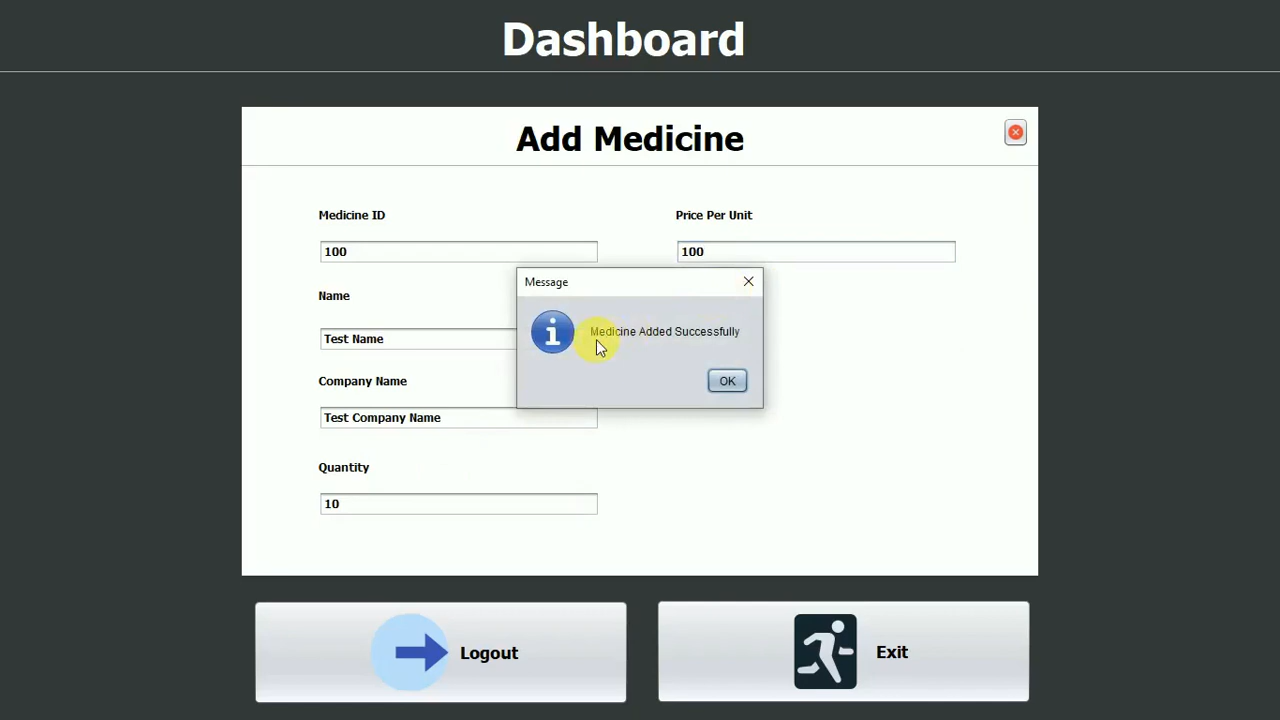 Dashboard
Add Medicine
Medicine ID
100
Price Per Unit
100
Name
Test Name
Message
Medicine Added Successfully
OK
Company Name
Test Company Name
Quantity
10
Logout
Exit